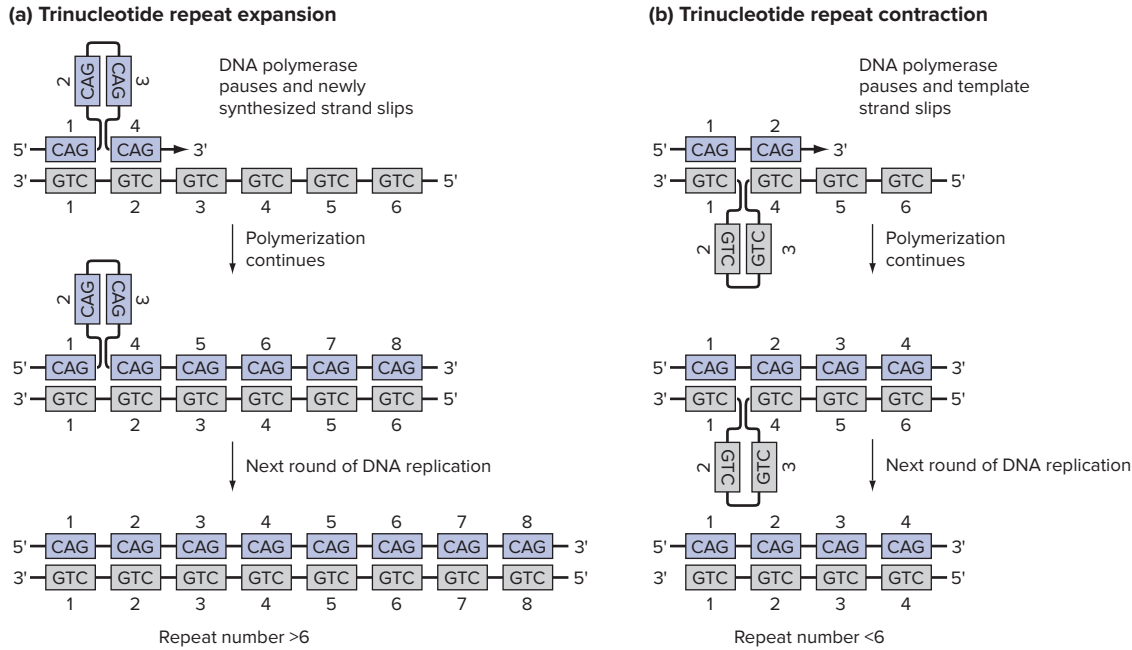 (a) Trinucleotide repeat expansion
DNA polymerase
pauses and newly
synthesized strand slips
2 CAG CAG 3
1 4
5' CAG CAG 3'
3' GTC GTC GTC GTC GTC GTC 5'
1 2 3 4 5 6
Polymerization
continues
2 CAG CAG 3
1 4 5 6 7 8
5' CAG CAG CAG CAG CAG CAG 3'
3' GTC GTC GTC GTC GTC GTC 5'
1 2 3 4 5 6
Next round of DNA replication
1 2 3 4 5 6 7 8
5' CAG CAG CAG CAG CAG CAG CAG CAG 3'
3' GTC GTC GTC GTC GTC GTC GTC GTC 5'
1 2 3 4 5 6 7 8
Repeat number >6
(b) Trinucleotide repeat contraction
DNA polymerase
pauses and template
strand slips
1 2
5' CAG CAG 3'
3' GTC GTC GTC GTC 5'
1 4 5 6
2 GTC GTC 3
Polymerization
continues
1 2 3 4
5' CAG CAG CAG CAG 3'
3' GTC GTC GTC GTC 5'
1 4 5 6
2 GTC GTC 3
Next round of DNA replication
1 2 3 4
5' CAG CAG CAG CAG 3'
3' GTC GTC GTC GTC 5'
1 2 3 4
Repeat number <6